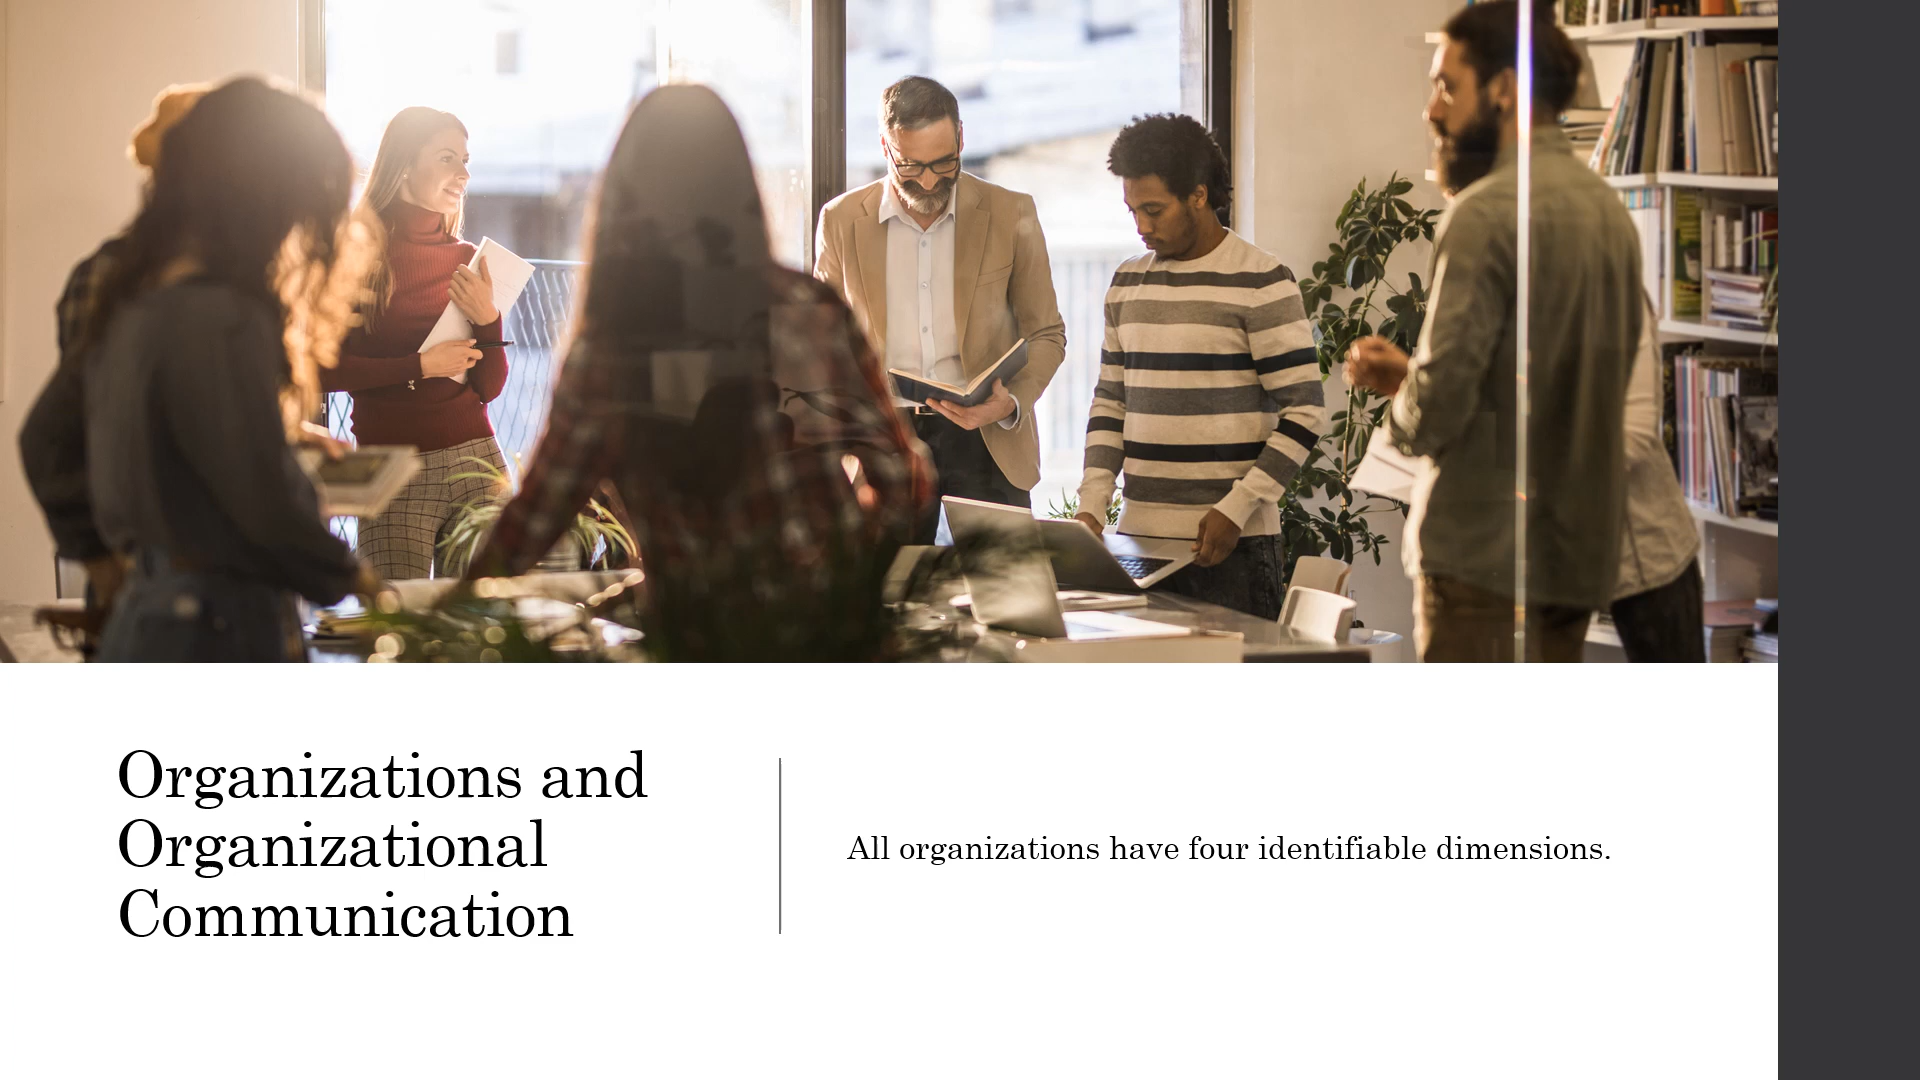 Organizations and
Organizational
Communication
All organizations have four identifiable dimensions.